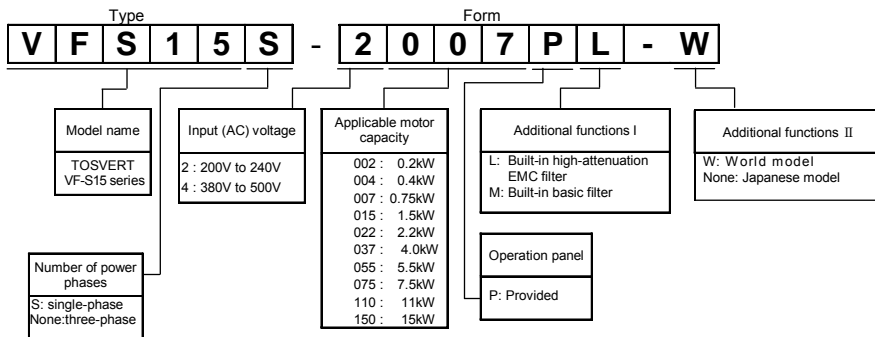 Type
Form
V F S 1 5 S - 2 0 0 7 P L - W
Model name
TOSVERT
VF-S15 series
Number of power
phases
S: single-phase
None:three-phase
Input (AC) voltage
2 : 200V to 240V
4 : 380V to 500V
Applicable motor
capacity
002 : 0.2kW
004 : 0.4kW
007 : 0.75kW
015 : 1.5kW
022 : 2.2kW
037 : 4.0kW
055 : 5.5kW
075 : 7.5kW
110 : 11kW
150 : 15kW
Additional functions I
L: Built-in high-attenuation
EMC filter
M: Built-in basic filter
Operation panel
P: Provided
Additional functions II
W: World model
None: Japanese model